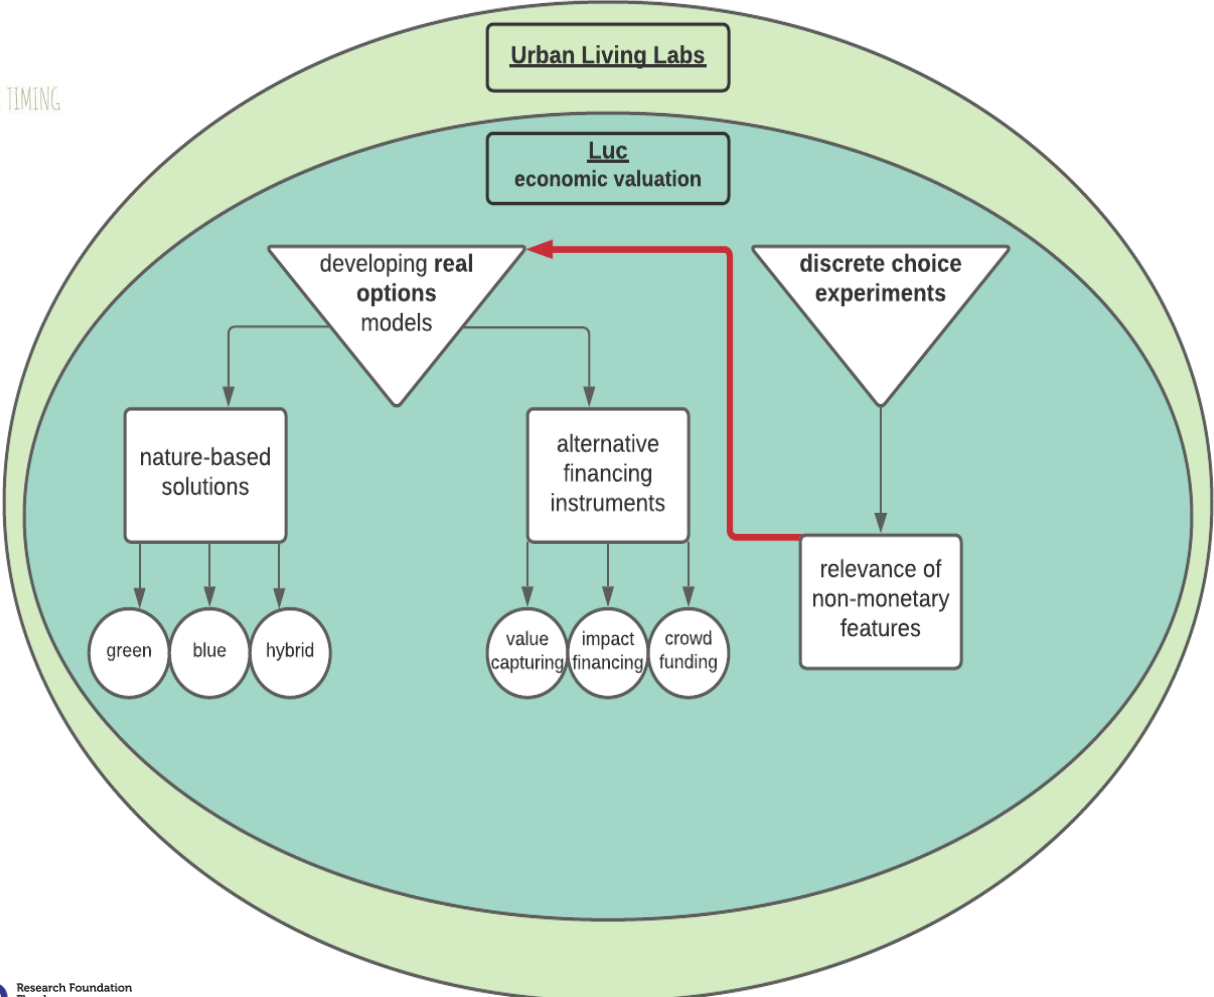 Urban Living Labs
TIMING
Luc
economic valuation
developing real
options
models
discrete choice
experiments
nature-based
solutions
alternative
financing
instruments
relevance of
non-monetary
features
green
blue
hybrid
value
capturing
impact
financing
crowd
funding
Research Foundation